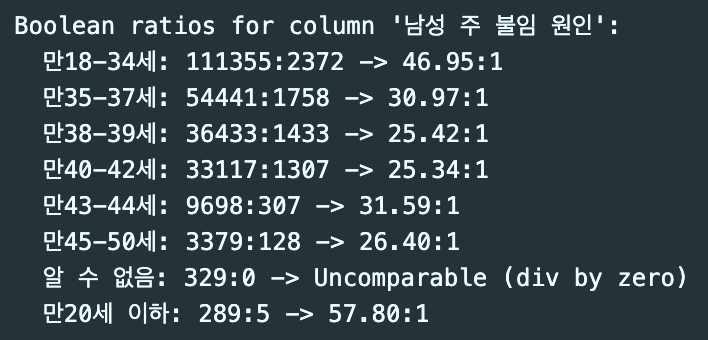 Boolean ratios for column '남성 주 불임 원인':
만18-34세: 111355:2372 -> 46.95:1
만35-37세: 54441:1758 -> 30.97:1
만38-39세: 36433:1433 -> 25.42:1
만40-42세: 33117:1307 -> 25.34:1
만43-44세: 9698:307 -> 31.59:1
만45-50세: 3379:128 -> 26.40:1
알 수 없음: 329:0 -> Uncomparable (div by zero)
만20세 이하: 289:5 -> 57.80:1